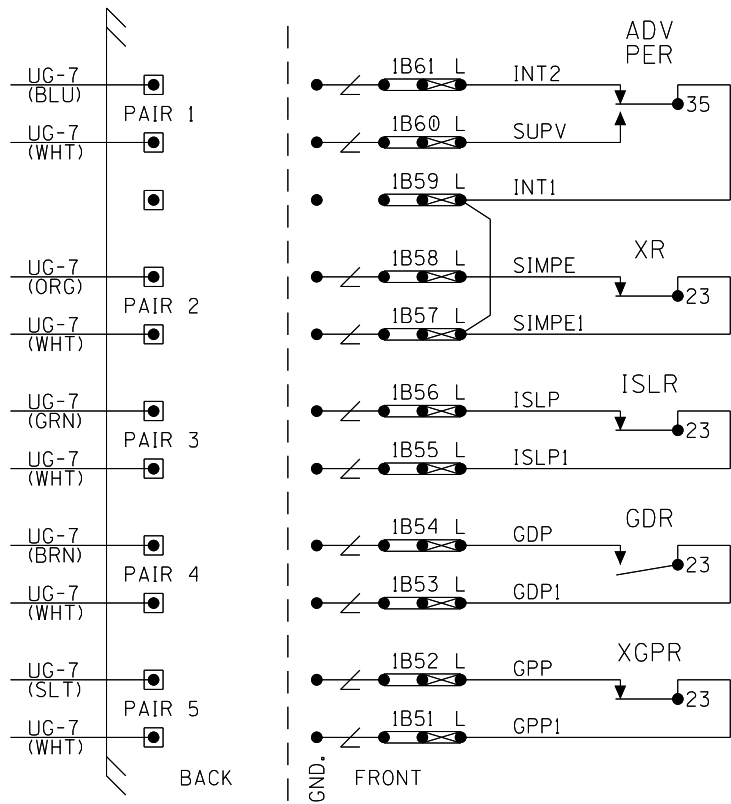 ADV
PER
UG-7
(BLU)
1B61 L INT2
35
PAIR 1
UG-7
(WHT)
1B60 L SUPV
1B59 L INT1
XR
UG-7
(ORG)
1B58 L SIMPE
23
PAIR 2
UG-7
(WHT)
1B57 L SIMPE1
ISLR
UG-7
(GRN)
1B56 L ISLP
23
PAIR 3
UG-7
(WHT)
1B55 L ISLP1
GDR
UG-7
(BRN)
1B54 L GDP
23
PAIR 4
UG-7
(WHT)
1B53 L GDP1
XGPR
UG-7
(SLT)
1B52 L GPP
23
PAIR 5
UG-7
(WHT)
1B51 L GPP1
BACK
GND.
FRONT